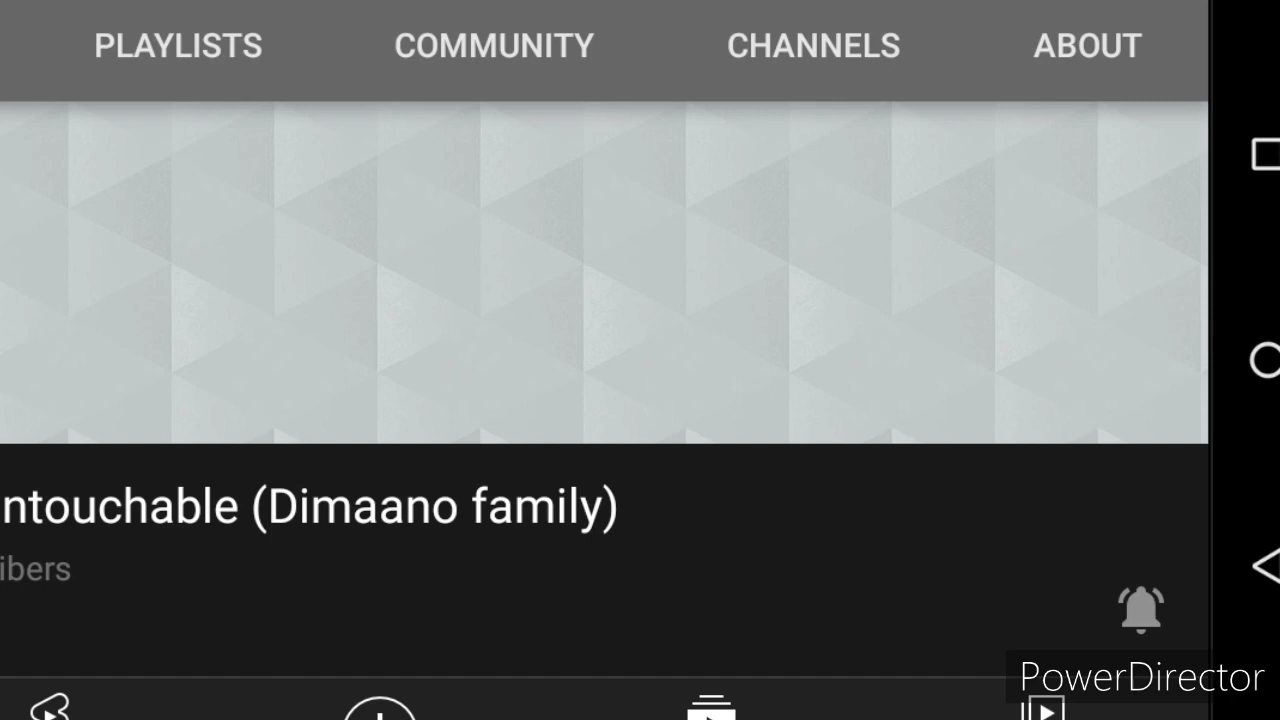 PLAYLISTS COMMUNITY CHANNELS ABOUT
ntouchable (Dimaano family)
ibers
PowerDirector